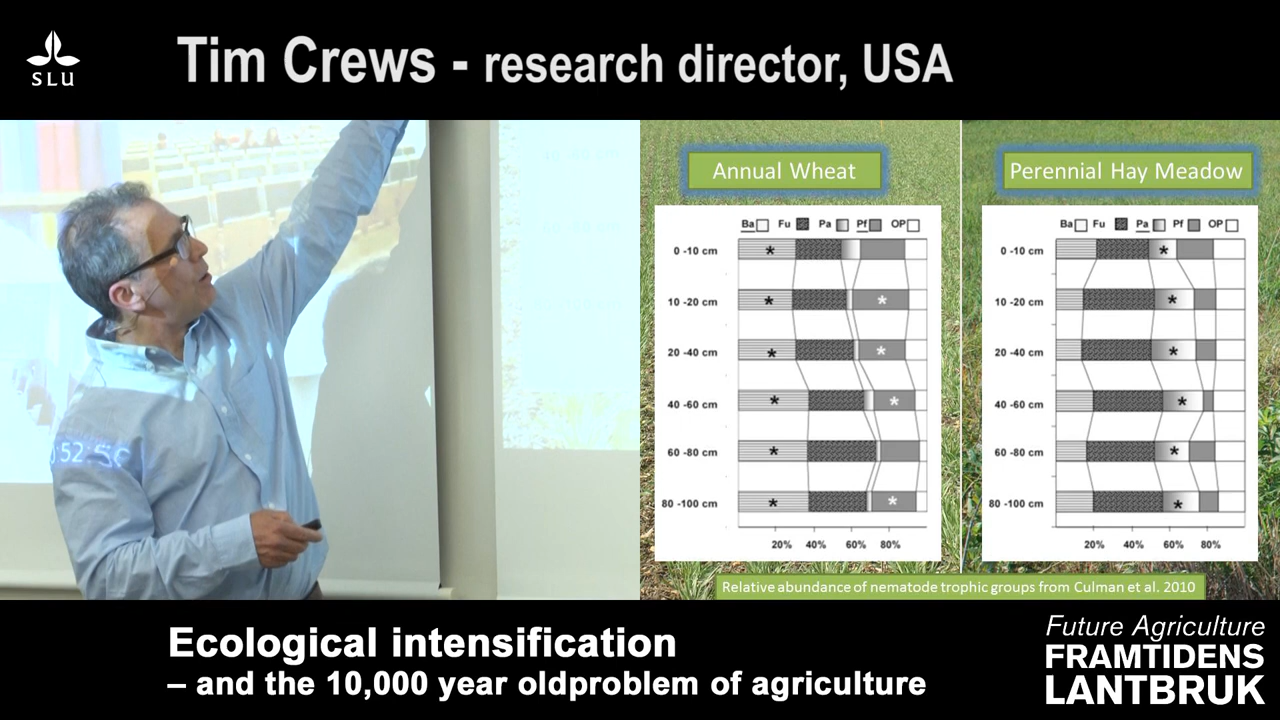 SLU
Tim Crews - research director, USA
Annual Wheat
Ba Fu Pa Pf OP
0 -10 cm
*
10 -20 cm
* *
20 -40 cm
* *
40 -60 cm
* *
60 -80 cm
*
80 -100 cm
* *
20% 40% 60% 80%
Perennial Hay Meadow
Ba Fu Pa Pf OP
0 -10 cm
*
10 -20 cm
*
20 -40 cm
*
40 -60 cm
*
60 -80 cm
*
80 -100 cm
*
20% 40% 60% 80%
Relative abundance of nematode trophic groups from Culman et al. 2010
Ecological intensification
– and the 10,000 year oldproblem of agriculture
Future Agriculture
FRAMTIDENS
LANTBRUK